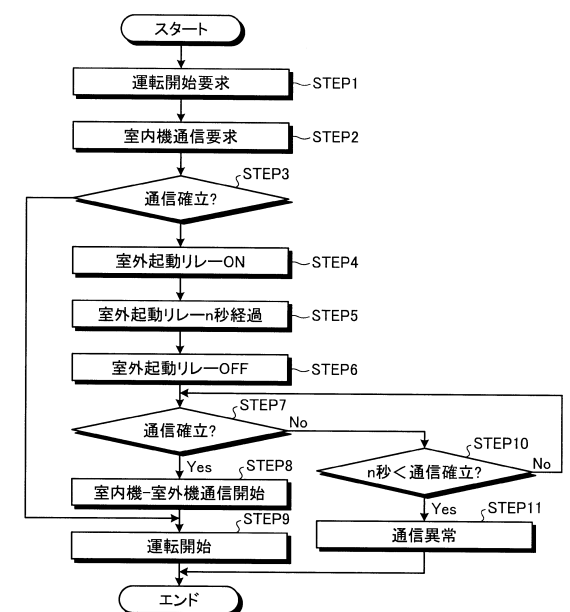 スタート
運転開始要求
STEP1
室内機通信要求
STEP2
STEP3
通信確立?
室外起動リレーON
STEP4
室外起動リレーn秒経過
STEP5
室外起動リレーOFF
STEP6
STEP7
通信確立?
No
STEP10
n秒<通信確立?
No
Yes
STEP8
室内機-室外機通信開始
Yes
STEP11
通信異常
STEP9
運転開始
エンド